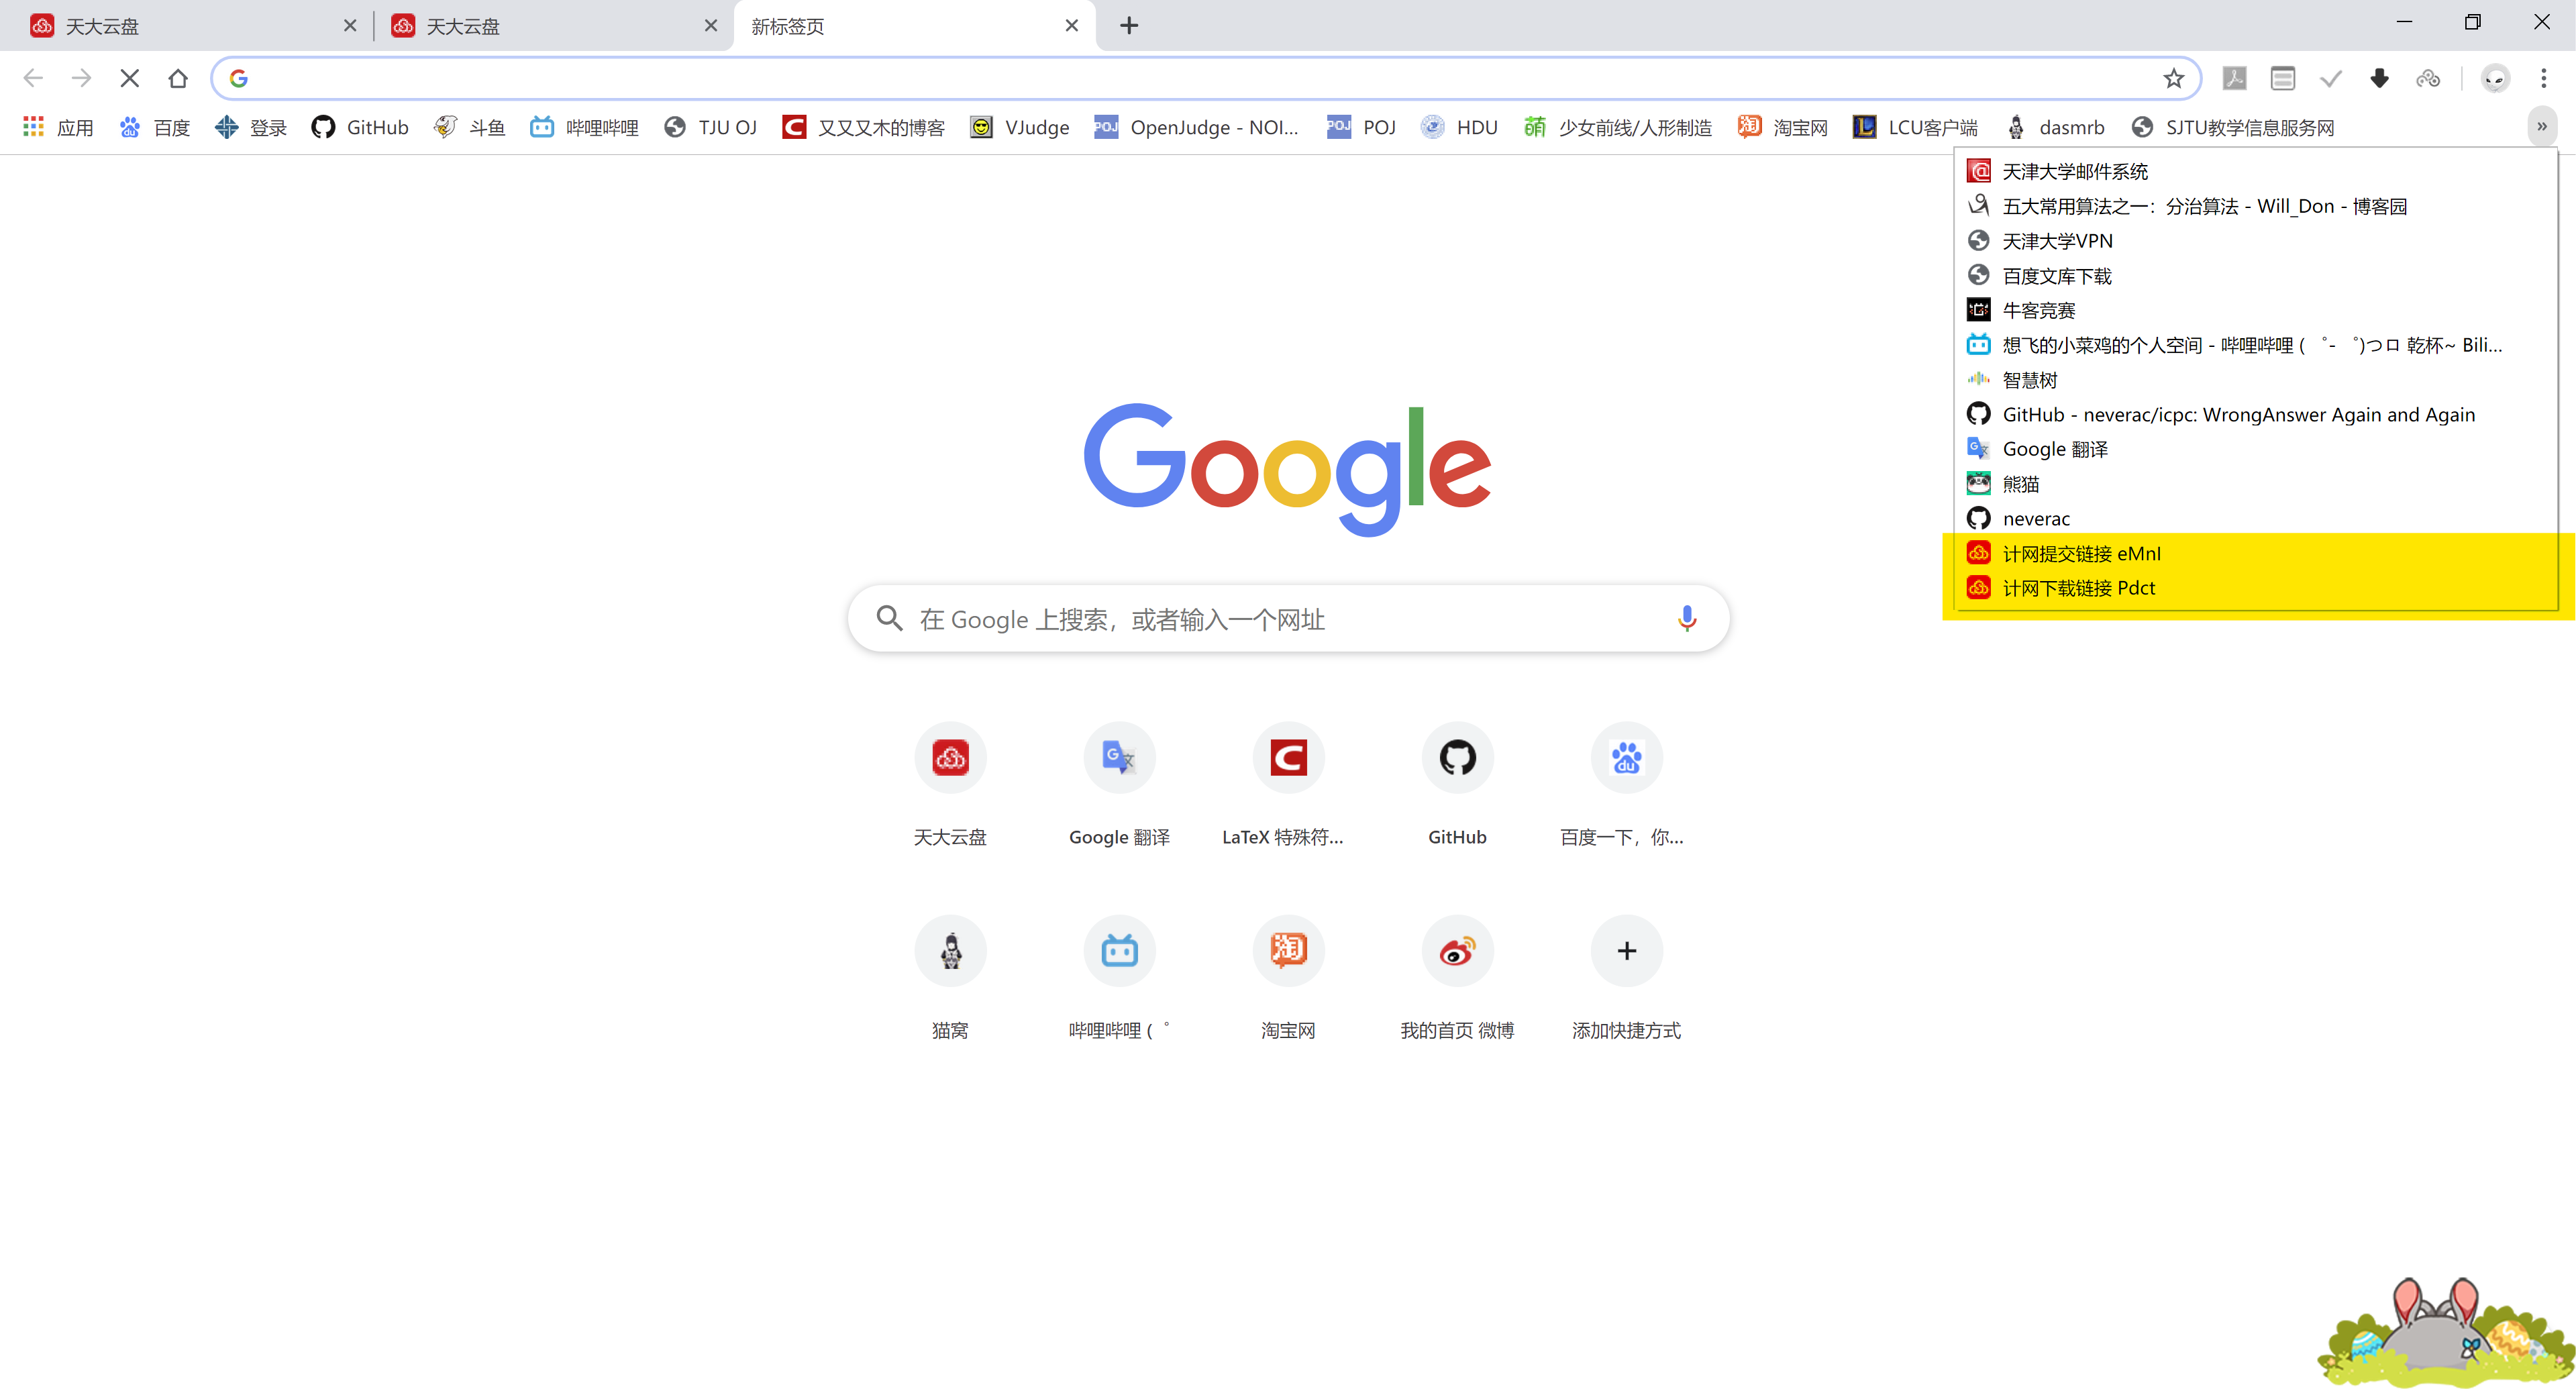 天大云盘 天大云盘 新标签页
应用 百度 登录 GitHub 斗鱼 哔哩哔哩 TJU OJ 又又又木的博客 VJudge POJ OpenJudge - NOI... POJ POJ HDU 萌 少女前线/人形制造 淘 淘宝网 LCU客户端 dasmrb SJTU教学信息服务网 »
天津大学邮件系统
五大常用算法之一：分治算法 - Will_Don - 博客园
天津大学VPN
百度文库下载
牛客竞赛
想飞的小菜鸡的个人空间 - 哔哩哔哩 ( ゜- ゜)つロ 乾杯~ Bili...
智慧树
GitHub - neverac/icpc: WrongAnswer Again and Again
Google 翻译
熊猫
neverac
计网提交链接 eMnI
计网下载链接 Pdct
Google
在 Google 上搜索，或者输入一个网址
天大云盘 Google 翻译 LaTeX 特殊符... GitHub 百度一下，你...
猫窝 哔哩哔哩 ( ゜ 淘宝网 我的首页 微博 添加快捷方式